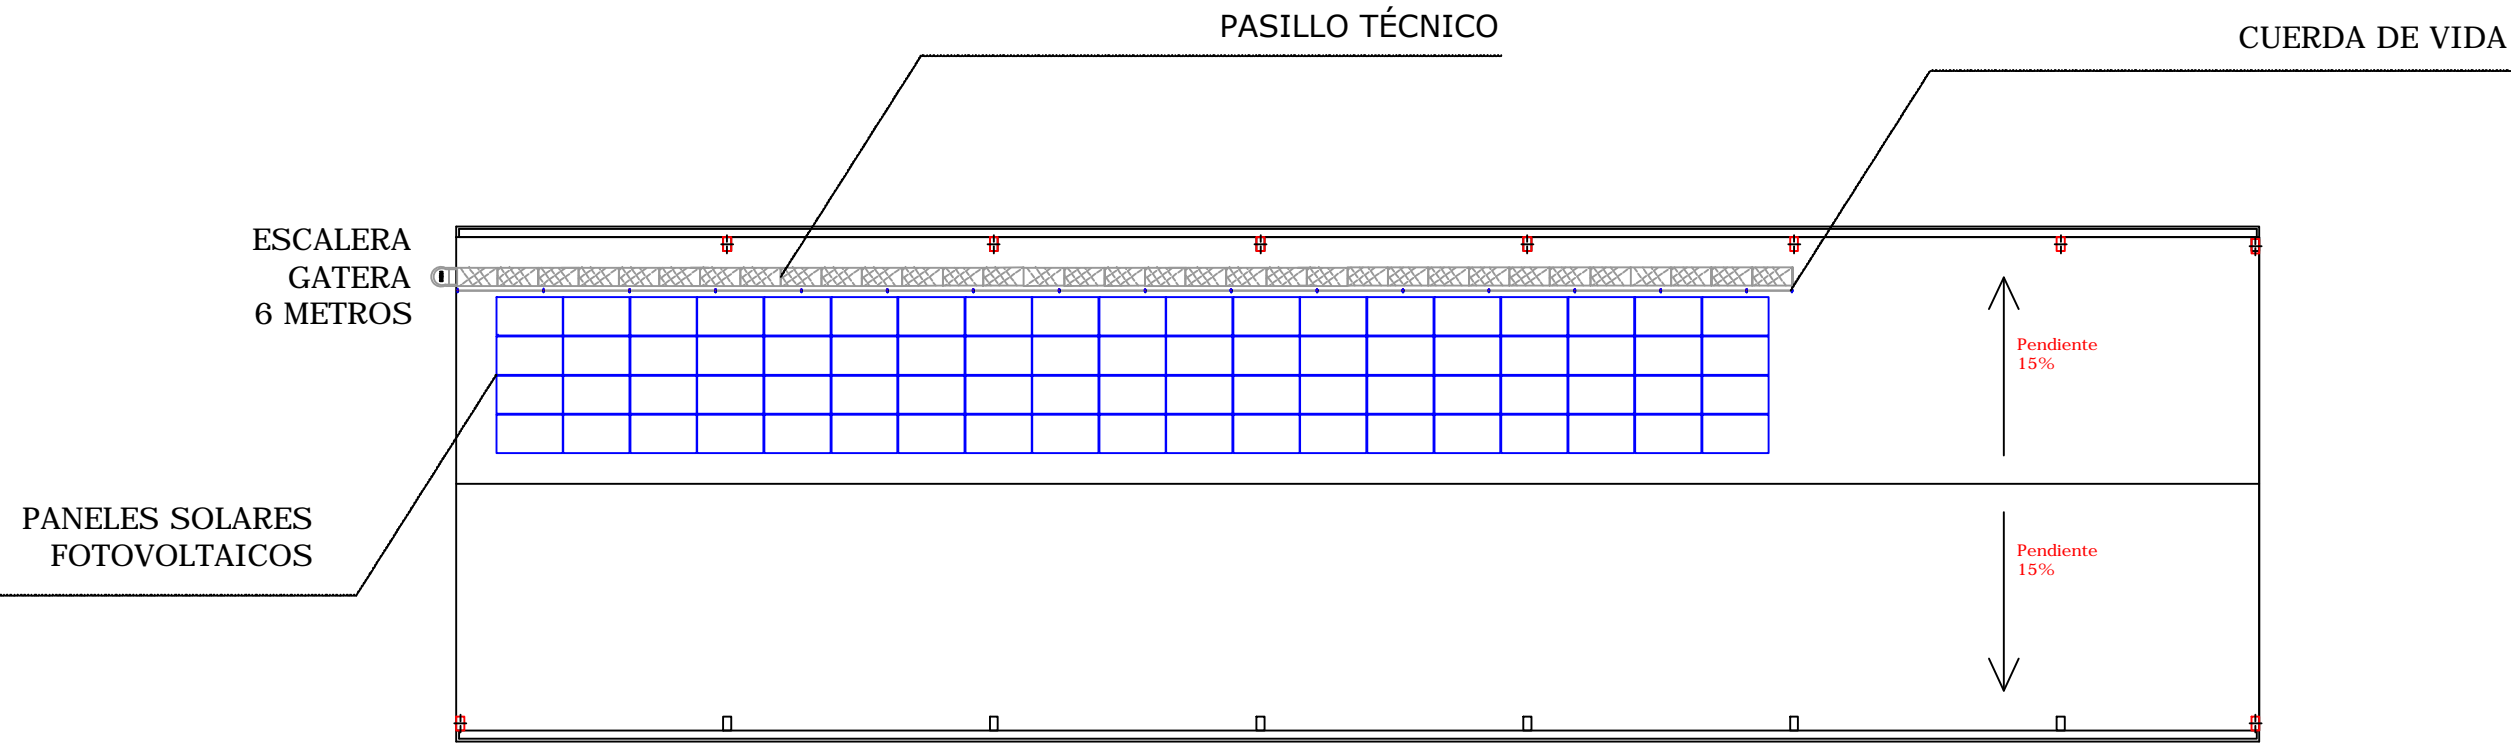 PASILLO TÉCNICO
CUERDA DE VIDA
ESCALERA
GATERA
6 METROS
Pendiente
15%
PANELES SOLARES
FOTOVOLTAICOS
Pendiente
15%